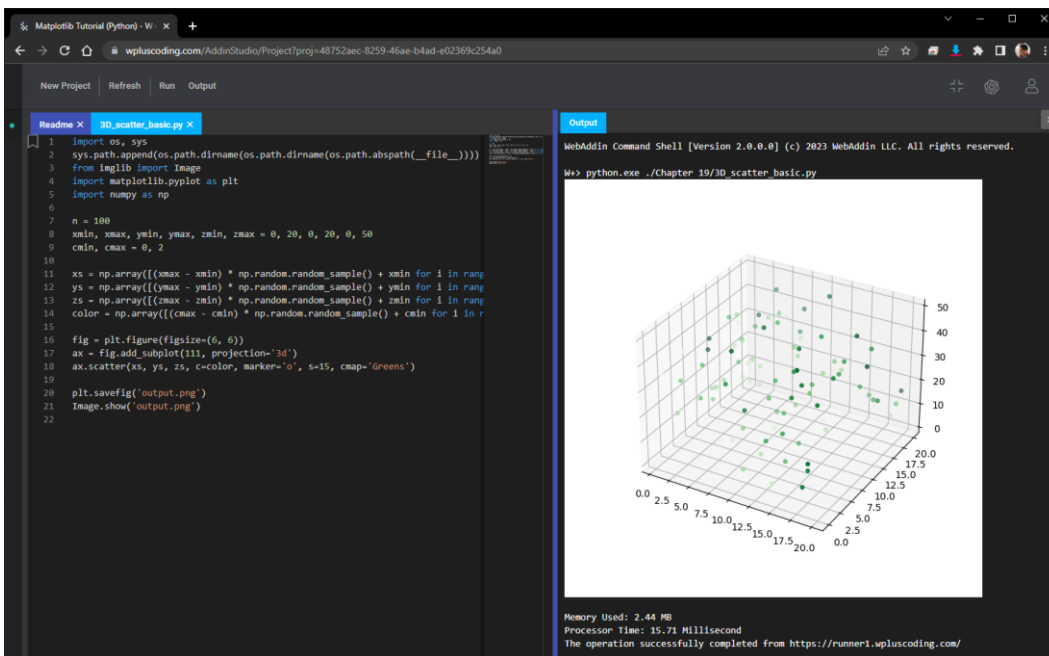 Matplotlib Tutorial (Python) - W
wpluscoding.com/AddinStudio/Project?proj=48752aec-8259-46ae-b4ad-e02369c254a0
New Project Refresh Run Output
Readme × 3D_scatter_basic.py ×
1 import os, sys
2 sys.path.append(os.path.dirname(os.path.dirname(os.path.abspath(__file__))))
3 from imglib import Image
4 import matplotlib.pyplot as plt
5 import numpy as np
6
7 n = 100
8 xmin, xmax, ymin, ymax, zmin, zmax = 0, 20, 0, 20, 0, 50
9 cmin, cmax = 0, 2
10
11 xs = np.array([(xmax - xmin) * np.random.random_sample() + xmin for i in rang
12 ys = np.array([(ymax - ymin) * np.random.random_sample() + ymin for i in rang
13 zs = np.array([(zmax - zmin) * np.random.random_sample() + zmin for i in rang
14 color = np.array([(cmax - cmin) * np.random.random_sample() + cmin for i in r
15
16 fig = plt.figure(figsize=(6, 6))
17 ax = fig.add_subplot(111, projection='3d')
18 ax.scatter(xs, ys, zs, c=color, marker='o', s=15, cmap='Greens')
19
20 plt.savefig('output.png')
21 Image.show('output.png')
22
Output
WebAddin Command Shell [Version 2.0.0.0] (c) 2023 WebAddin LLC. All rights reserved.
W+> python.exe ./Chapter 19/3D_scatter_basic.py
50
40
30
20
10
0
20.0
17.5
15.0
12.5
10.0
7.5
5.0
2.5
0.0
0.0 2.5 5.0 7.5 10.0 12.5 15.0 17.5 20.0
Memory Used: 2.44 MB
Processor Time: 15.71 Millisecond
The operation successfully completed from https://runner1.wpluscoding.com/